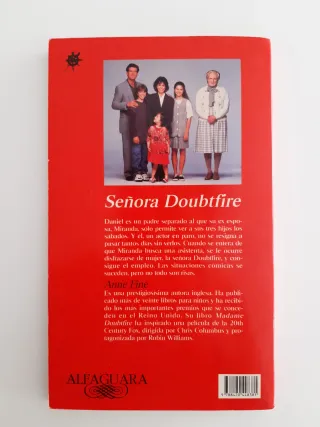 Señora Doubtfire
Daniel es un padre separado al que su ex espo-
sa, Miranda, solo permite ver a sus tres hijos los
sábados. Y él, un actor en paro, no se resigna a
pasar tantos días sin verlos. Cuando se entera de
que Miranda busca una asistenta, se le ocurre
disfrazarse de mujer, la señora Doubtfire, y con-
sigue el empleo. Las situaciones cómicas se
suceden, pero no todo son risas.
Anne Fine
Es una prestigiosísima autora inglesa. Ha publi-
cado más de veinte libros para niños y ha recibi-
do los más importantes premios que se conce-
den en el Reino Unido. Su libro Madame
Doubtfire ha inspirado una película de la 20th
Century Fox, dirigida por Chris Columbus y pro-
tagonizada por Robin Williams.
ALFAGUARA